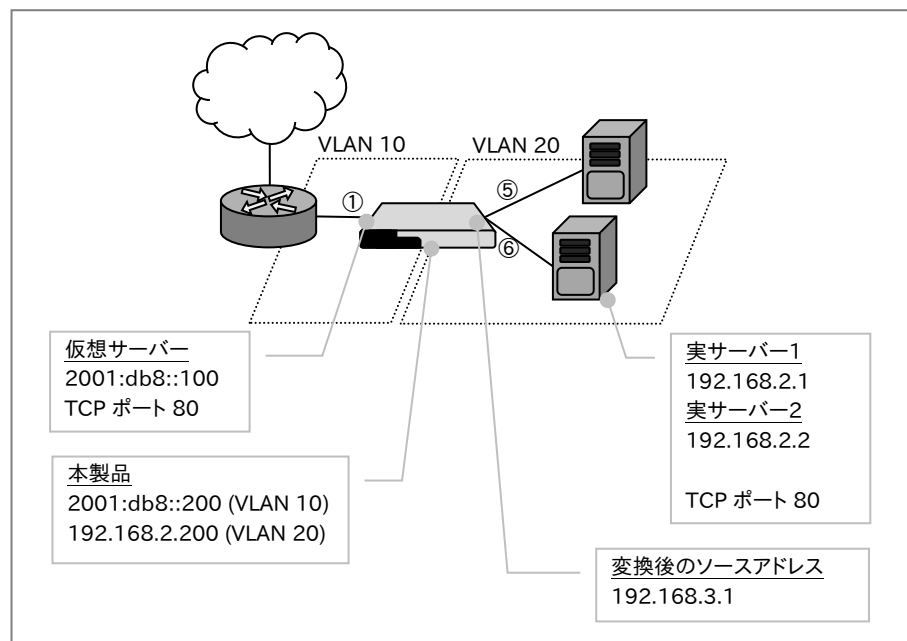 VLAN 10
VLAN 20
①
⑤
⑥
仮想サーバー
2001:db8::100
TCP ポート 80
本製品
2001:db8::200 (VLAN 10)
192.168.2.200 (VLAN 20)
実サーバー1
192.168.2.1
実サーバー2
192.168.2.2
TCP ポート 80
変換後のソースアドレス
192.168.3.1